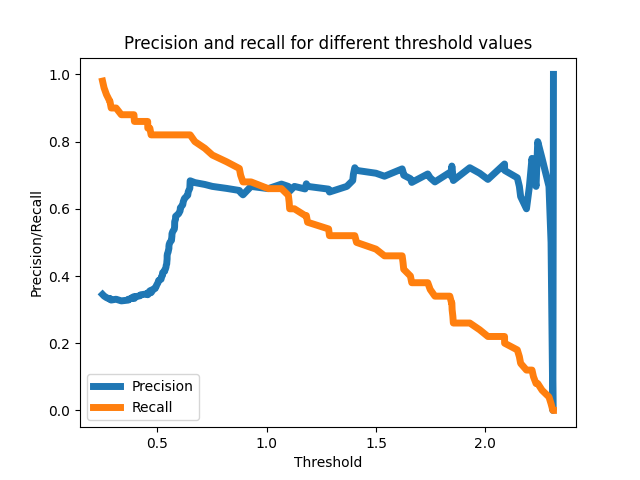 Precision and recall for different threshold values
Precision/Recall
1.0
0.8
0.6
0.4
0.2
0.0
Precision
Recall
0.5
1.0
1.5
2.0
Threshold